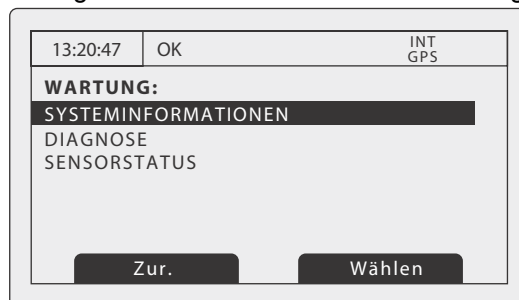 13:20:47 OK INT
GPS
WARTUNG:
SYSTEMINFORMATIONEN
DIAGNOSE
SENSORSTATUS
Zur. Wählen